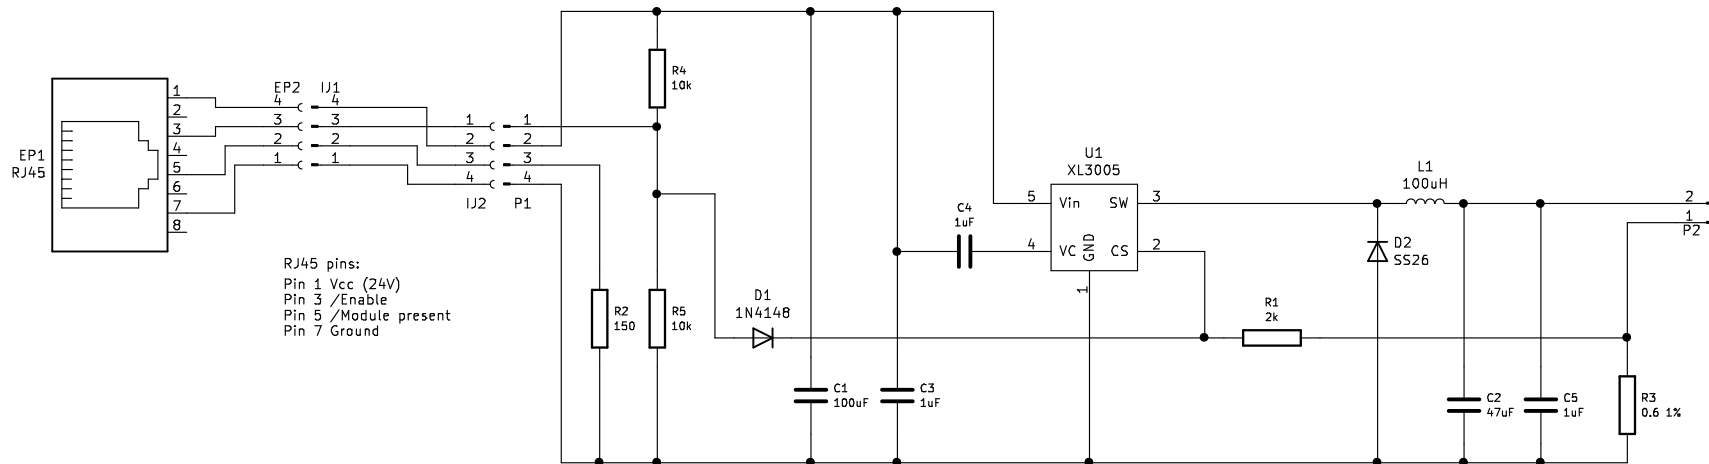 EP1
RJ45
1
2
3
4
5
6
7
8
EP2 IJ1
4 4
3 3
2 2
1 1
1 1
2 2
3 3
4 4
IJ2 P1
RJ45 pins:
Pin 1 Vcc (24V)
Pin 3 /Enable
Pin 5 /Module present
Pin 7 Ground
R4
10k
R2
150
R5
10k
D1
1N4148
C1
100uF
C3
1uF
C4
1uF
U1
XL3005
5 Vin SW 3
4 VC GND CS 2
1
R1
2k
L1
100uH
D2
SS26
C2
47uF
C5
1uF
R3
0.6 1%
2
1
P2